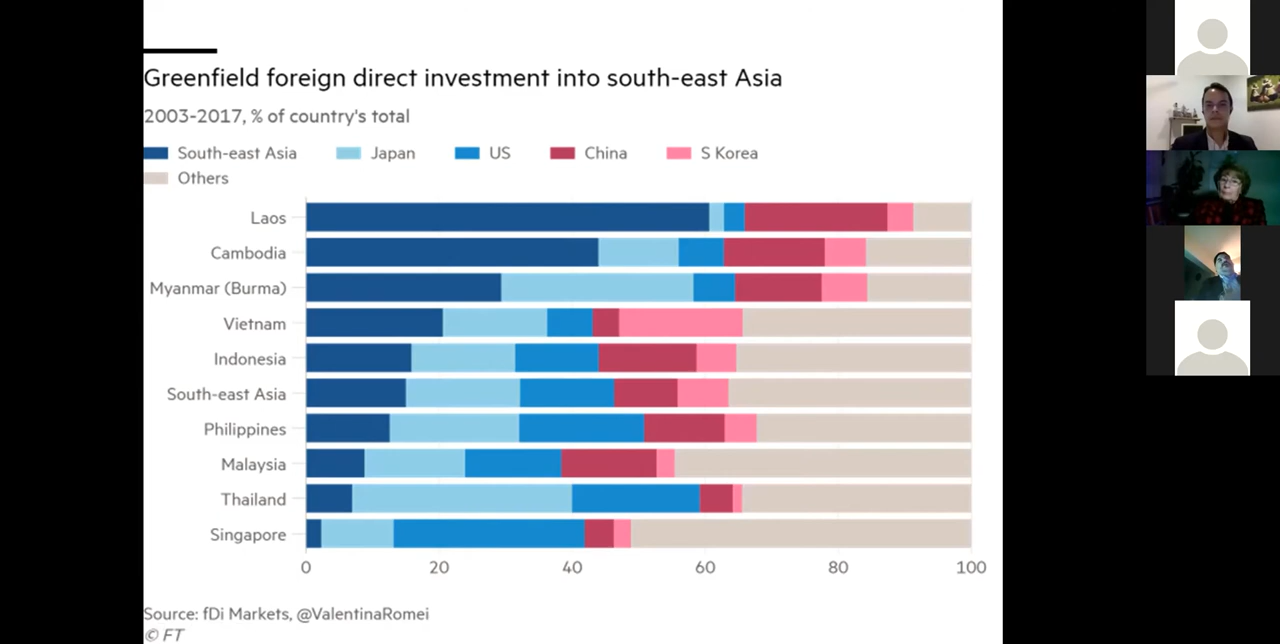 Greenfield foreign direct investment into south-east Asia
2003-2017, % of country's total
South-east Asia Japan US China S Korea
Others
Laos
Cambodia
Myanmar (Burma)
Vietnam
Indonesia
South-east Asia
Philippines
Malaysia
Thailand
Singapore
0 20 40 60 80 100
Source: fDi Markets, @ValentinaRomei
© FT